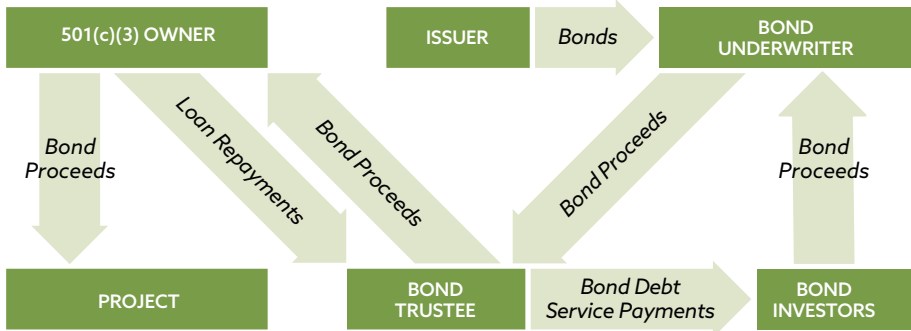 501(c)(3) OWNER
ISSUER
Bonds
BOND
UNDERWRITER
Bond
Proceeds
Loan Repayments
Bond Proceeds
Bond Proceeds
Bond
Proceeds
PROJECT
BOND
TRUSTEE
Bond Debt
Service Payments
BOND
INVESTORS